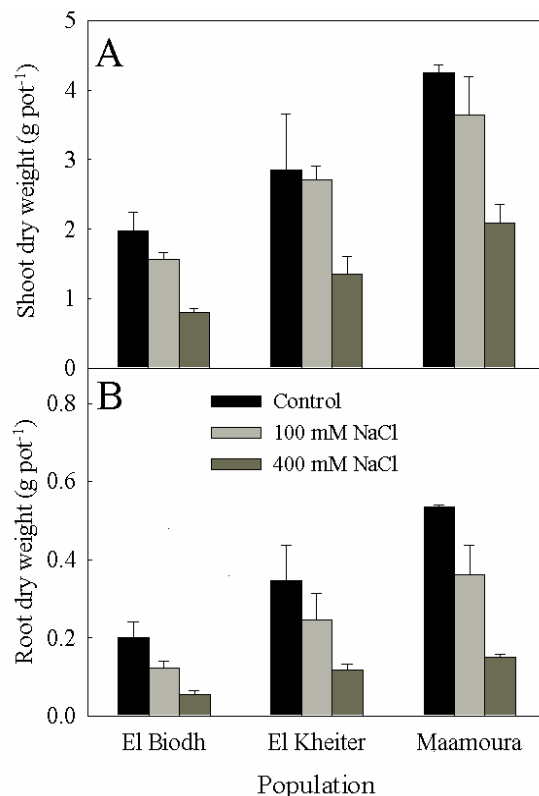 A
Shoot dry weight (g pot⁻¹)
5
4
3
2
1
0
B
Root dry weight (g pot⁻¹)
0.8
0.6
0.4
0.2
0.0
Control
100 mM NaCl
400 mM NaCl
El Biodh El Kheiter Maamoura
Population